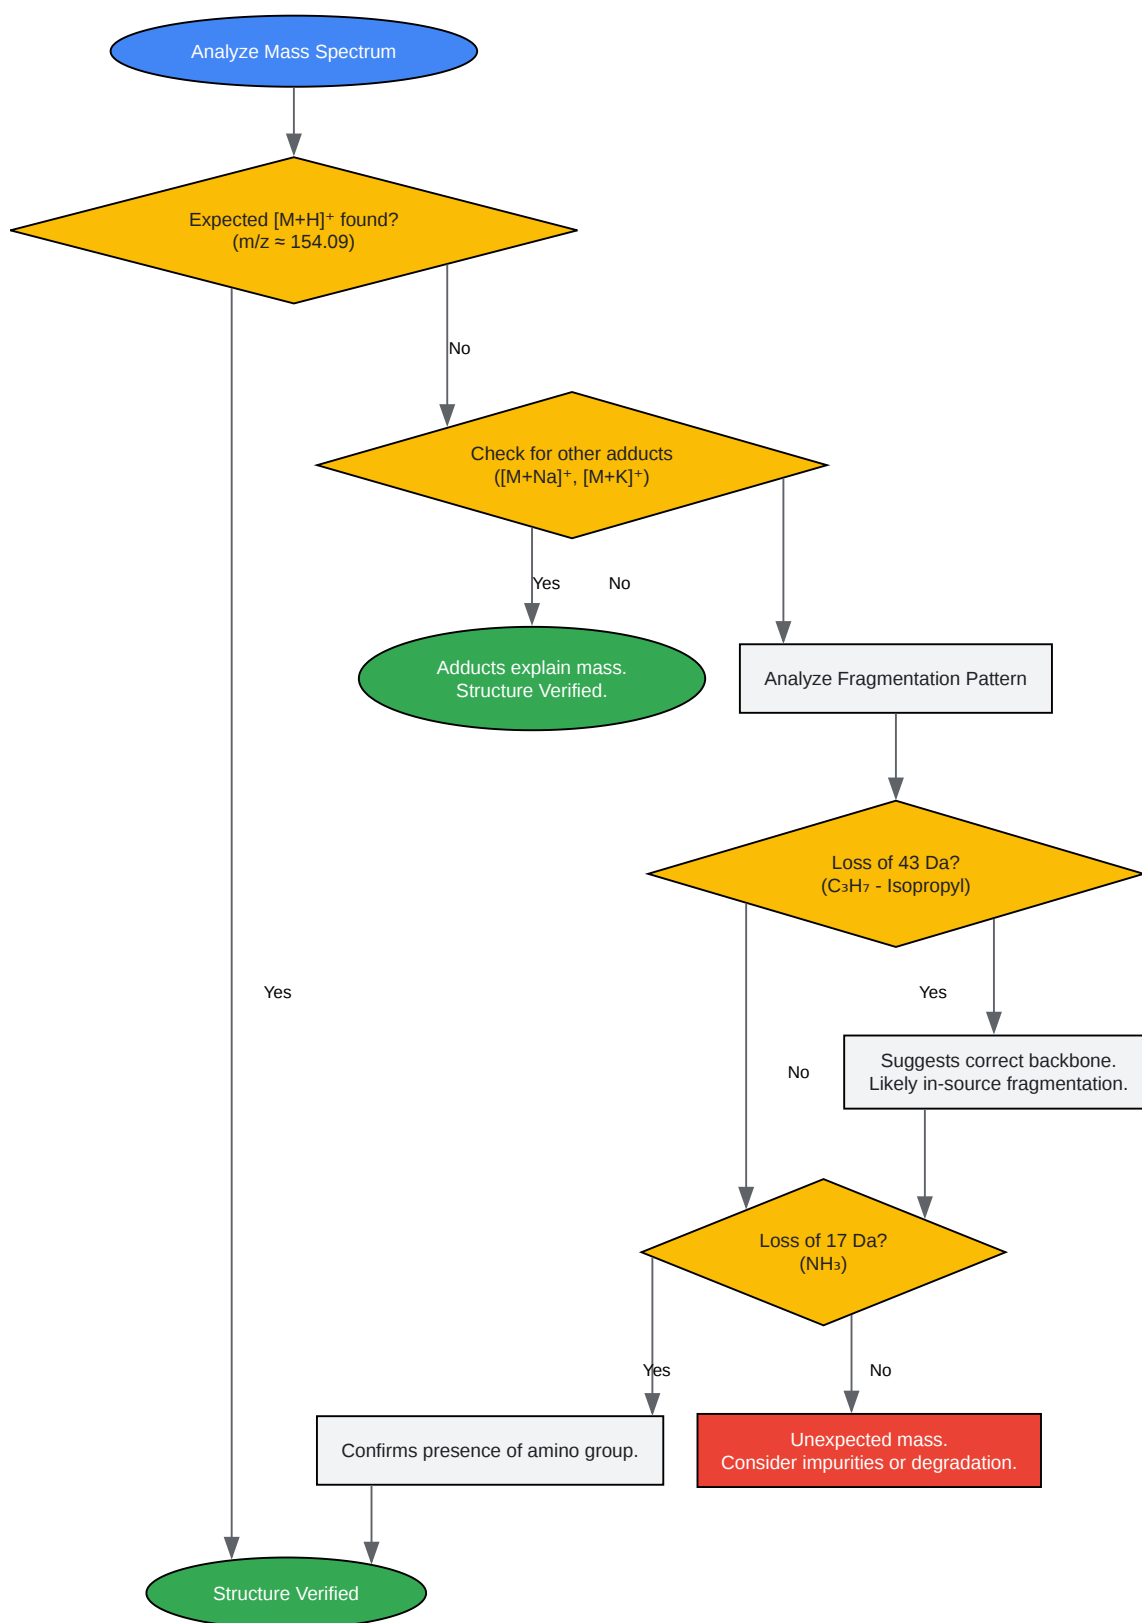 Analyze Mass Spectrum
Expected [M+H]⁺ found?
(m/z ≈ 154.09)
No
Check for other adducts
([M+Na]⁺, [M+K]⁺)
Yes
No
Adducts explain mass.
Structure Verified.
Analyze Fragmentation Pattern
Loss of 43 Da?
(C₃H₇ - Isopropyl)
Yes
Yes
No
Suggests correct backbone.
Likely in-source fragmentation.
Loss of 17 Da?
(NH₃)
Yes
No
Confirms presence of amino group.
Unexpected mass.
Consider impurities or degradation.
Structure Verified